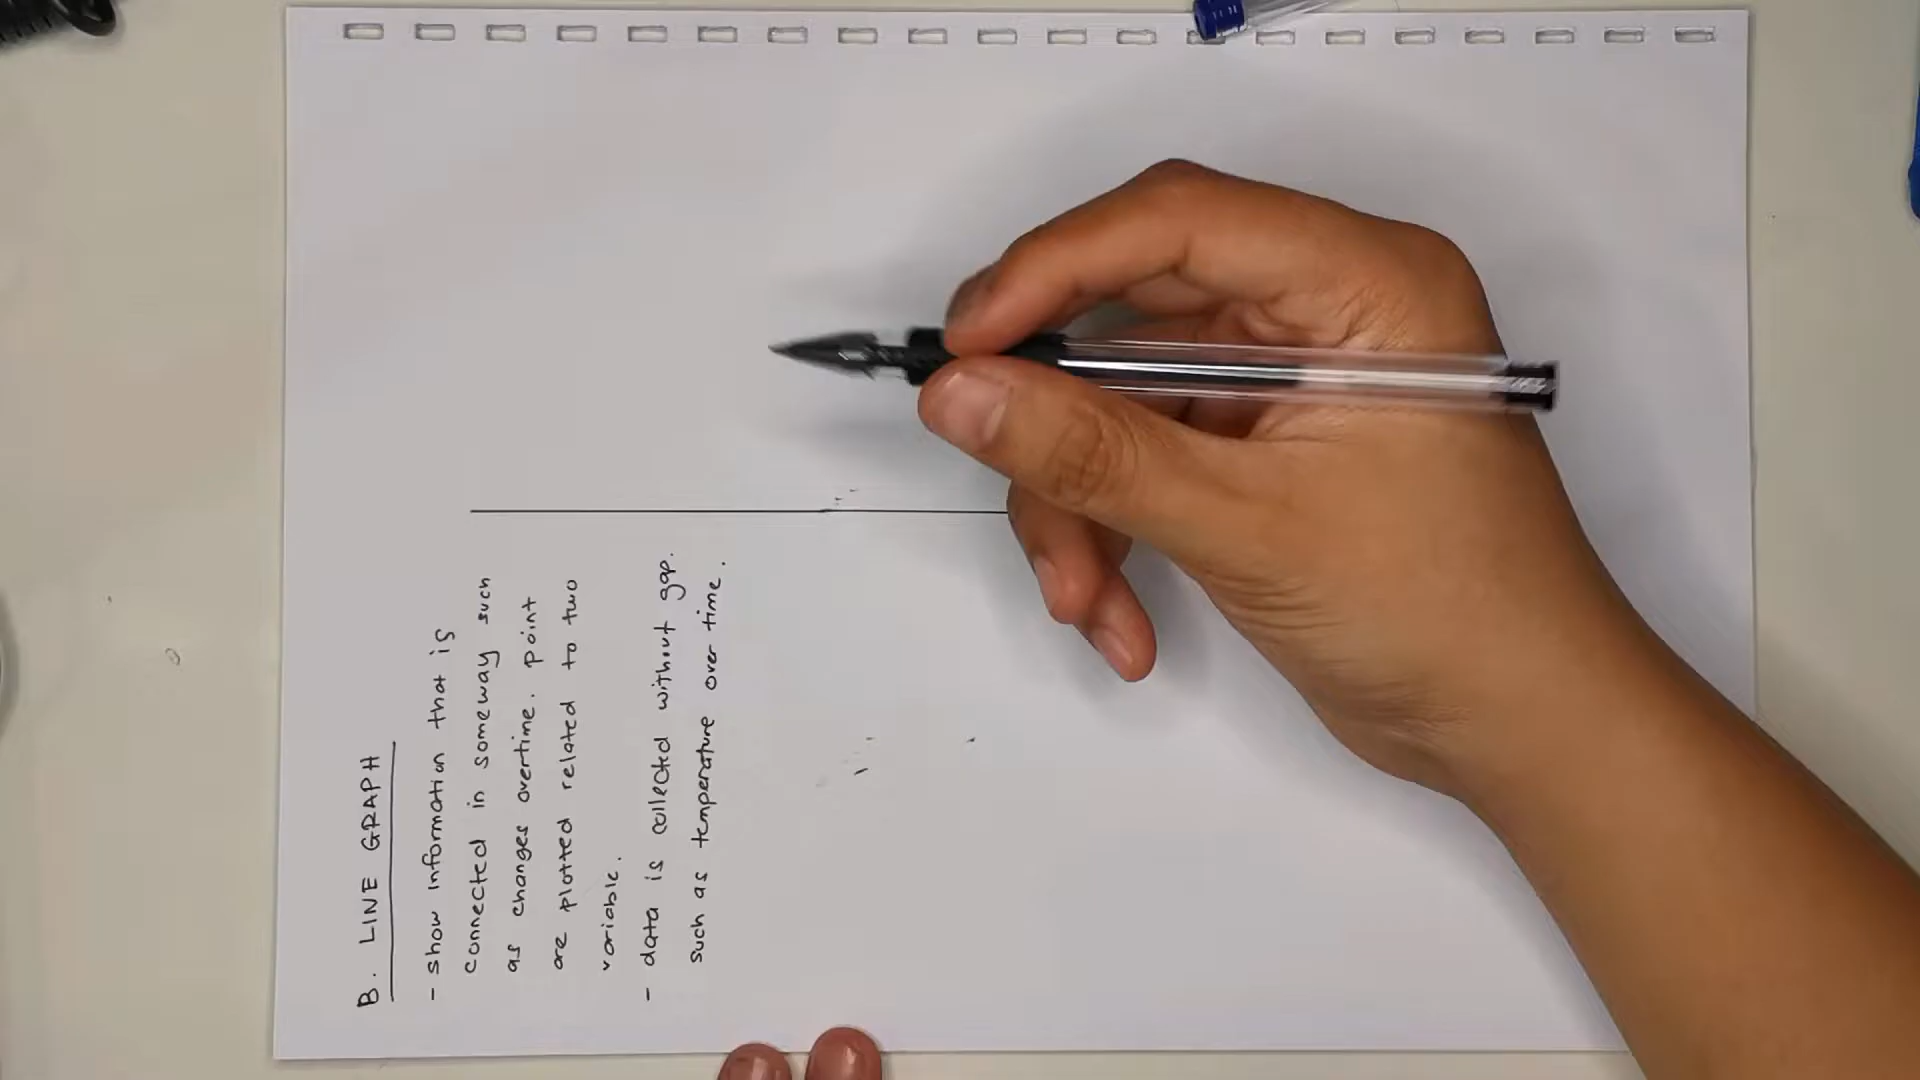 B. LINE GRAPH
- show information that is
connected in someway such
as changes overtime. point
are plotted related to two
variable.
- data is collected without gap.
such as temperature over time.